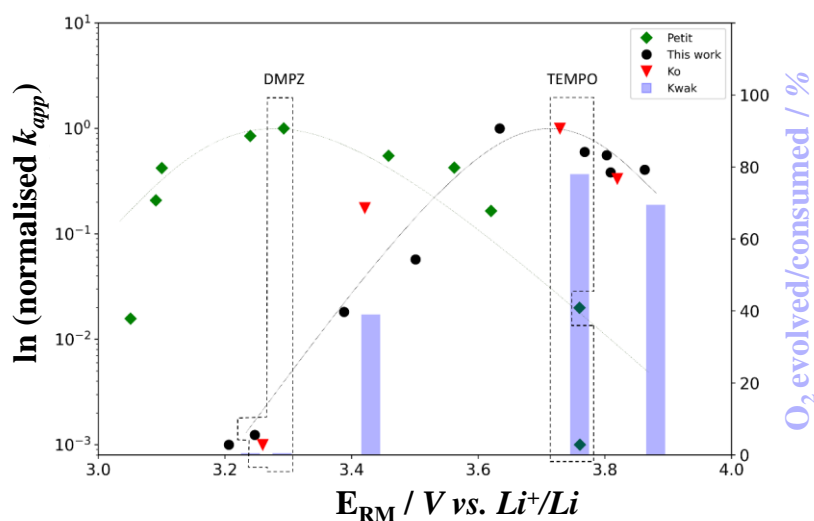 10¹
10⁰
10⁻¹
10⁻²
10⁻³
ln (normalised k_app)
DMPZ
TEMPO
Petit
This work
Ko
Kwak
100
80
60
40
20
0
O₂ evolved/consumed / %
3.0 3.2 3.4 3.6 3.8 4.0
E_RM / V vs. Li⁺/Li